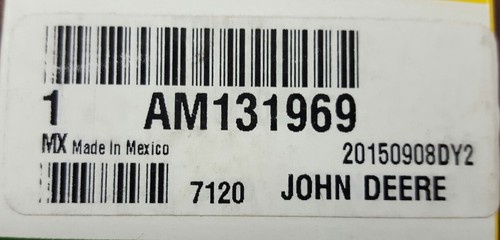 1 AM131969
MX Made In Mexico
20150908DY2
7120 JOHN DEERE